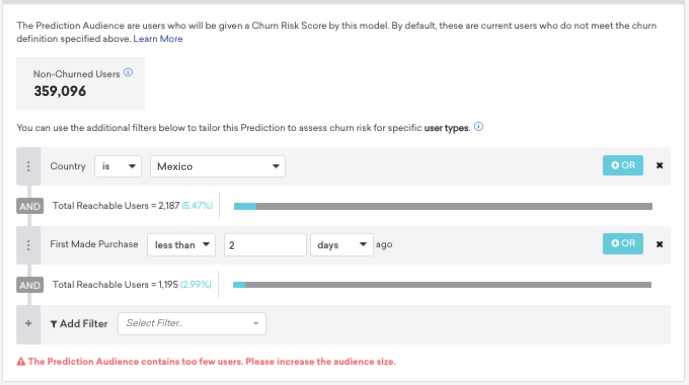 The Prediction Audience are users who will be given a Churn Risk Score by this model. By default, these are current users who do not meet the churn
definition specified above. Learn More
Non-Churned Users
359,096
You can use the additional filters below to tailor this Prediction to assess churn risk for specific user types.
Country is Mexico OR
AND Total Reachable Users = 2,187 (5.47%)
First Made Purchase less than 2 days ago OR
AND Total Reachable Users = 1,195 (2.99%)
+ Add Filter Select Filter...
The Prediction Audience contains too few users. Please increase the audience size.